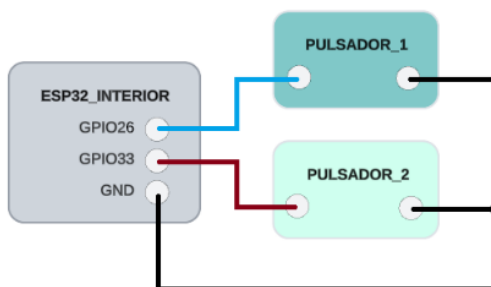 PULSADOR_1
ESP32_INTERIOR
GPIO26
GPIO33
GND
PULSADOR_2